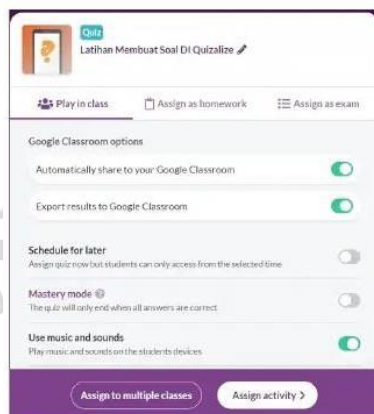 Quiz
Latihan Membuat Soal DI Quizalize
Play in class
Assign as homework
Assign as exam
Google Classroom options
Automatically share to your Google Classroom
Export results to Google Classroom
Schedule for later
Assign quiz now but students can only access from the selected time
Mastery mode
The quiz will only end when all answers are correct
Use music and sounds
Play music and sounds on the students devices
Assign to multiple classes
Assign activity >